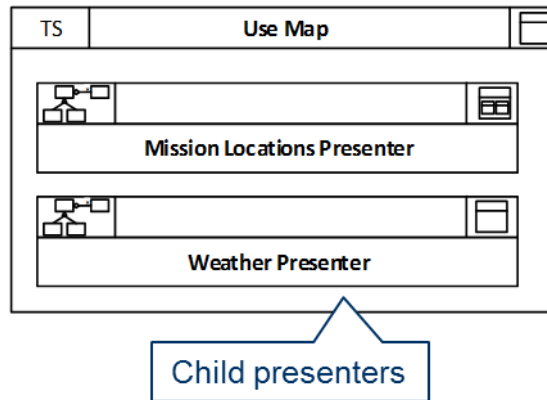 TS Use Map
Mission Locations Presenter
Weather Presenter
Child presenters